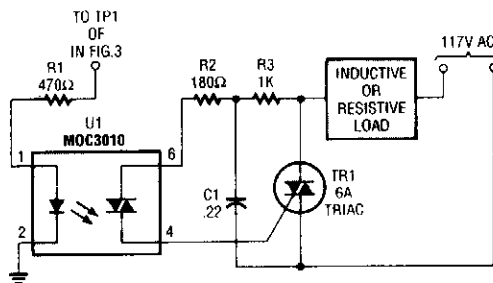 TO TP1
OF
IN FIG.3
R1
470Ω
U1
MOC3010
1
2
6
4
R2
180Ω
R3
1K
C1
.22
INDUCTIVE
OR
RESISTIVE
LOAD
117V AC
TR1
6A
TRIAC